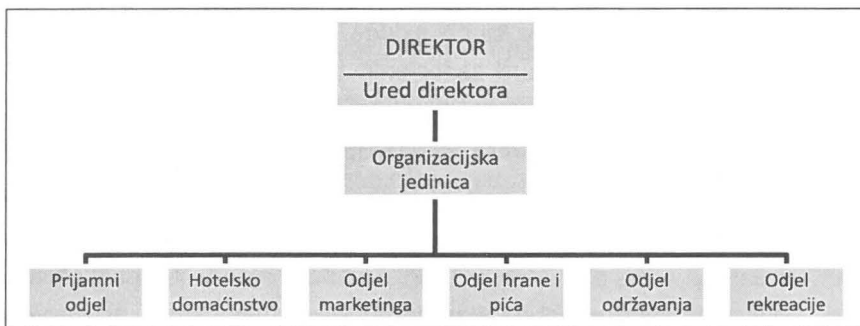 DIREKTOR
Ured direktora
Organizacijska
jedinica
Prijamni
odjel
Hotelsko
domaćinstvo
Odjel
marketinga
Odjel hrane i
pića
Odjel
održavanja
Odjel
rekreacije